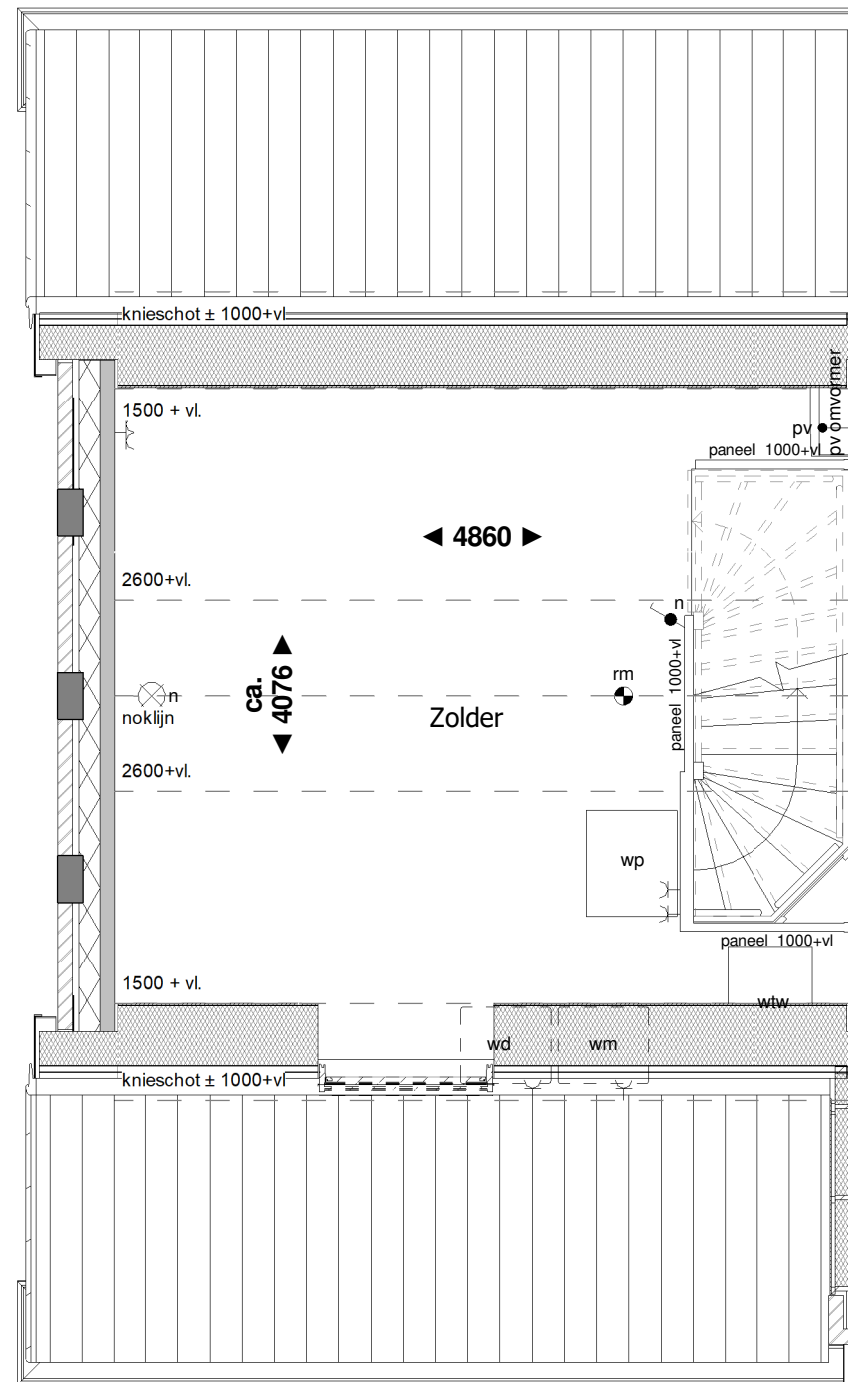 knieschot ± 1000+vl
1500 + vl.
pv
pv omvormer
paneel 1000+vl
◄ 4860 ►
2600+vl.
n
paneel 1000+vl
rm
n
noklijn
ca.
◄ 4076 ►
Zolder
2600+vl.
wp
paneel 1000+vl
1500 + vl.
wtw
wd
wm
knieschot ± 1000+vl